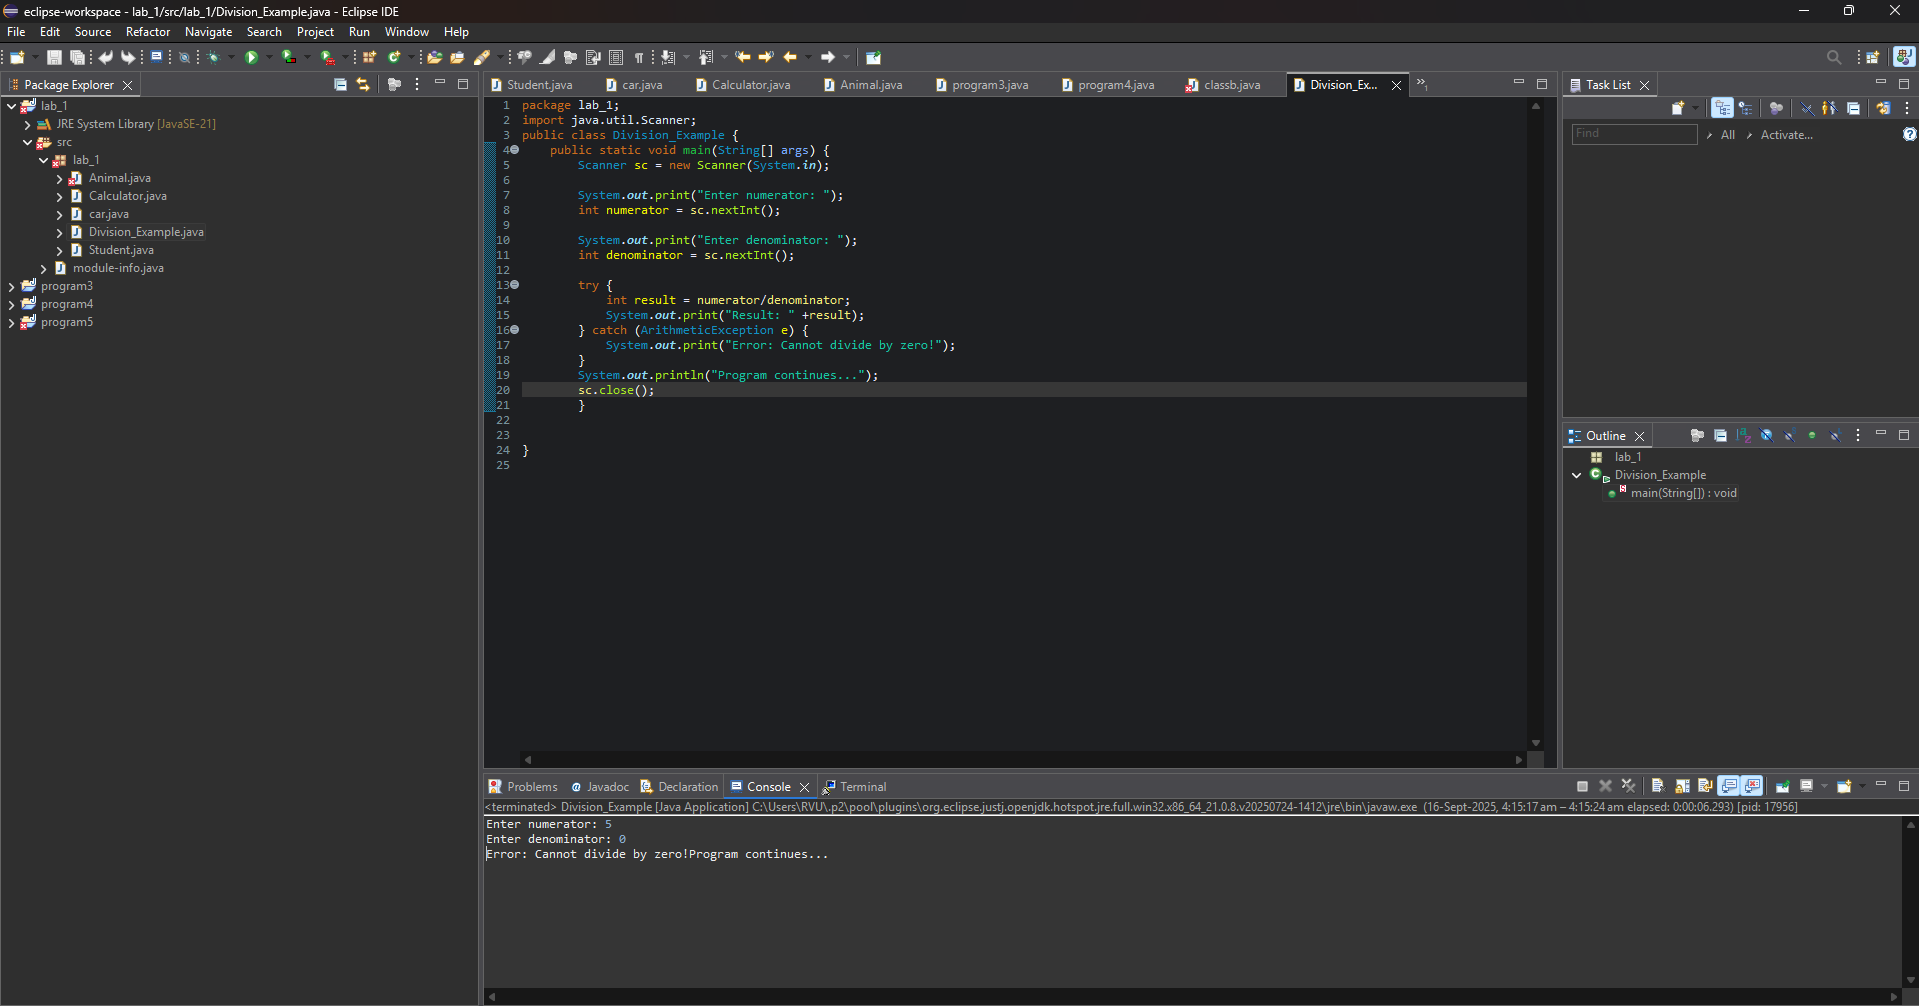 eclipse-workspace - lab_1/src/lab_1/Division_Example.java - Eclipse IDE
File Edit Source Refactor Navigate Search Project Run Window Help
Package Explorer
lab_1
JRE System Library [JavaSE-21]
src
lab_1
Animal.java
Calculator.java
car.java
Division_Example.java
Student.java
module-info.java
program3
program4
program5
Student.java car.java Calculator.java Animal.java program3.java program4.java classb.java Division_Ex... »1
1 package lab_1;
2 import java.util.Scanner;
3 public class Division_Example {
4 public static void main(String[] args) {
5 Scanner sc = new Scanner(System.in);
6
7 System.out.print("Enter numerator: ");
8 int numerator = sc.nextInt();
9
10 System.out.print("Enter denominator: ");
11 int denominator = sc.nextInt();
12
13 try {
14 int result = numerator/denominator;
15 System.out.print("Result: " +result);
16 } catch (ArithmeticException e) {
17 System.out.print("Error: Cannot divide by zero!");
18 }
19 System.out.println("Program continues...");
20 sc.close();
21 }
22
23
24 }
25
Task List
Find All Activate...
Outline
lab_1
Division_Example
main(String[]) : void
Problems Javadoc Declaration Console Terminal
<terminated> Division_Example [Java Application] C:\Users\RVU\.p2\pool\plugins\org.eclipse.justj.openjdk.hotspot.jre.full.win32.x86_64_21.0.8.v20250724-1412\jre\bin\javaw.exe (16-Sept-2025, 4:15:17 am – 4:15:24 am elapsed: 0:00:06.293) [pid: 17956]
Enter numerator: 5
Enter denominator: 0
Error: Cannot divide by zero!Program continues...